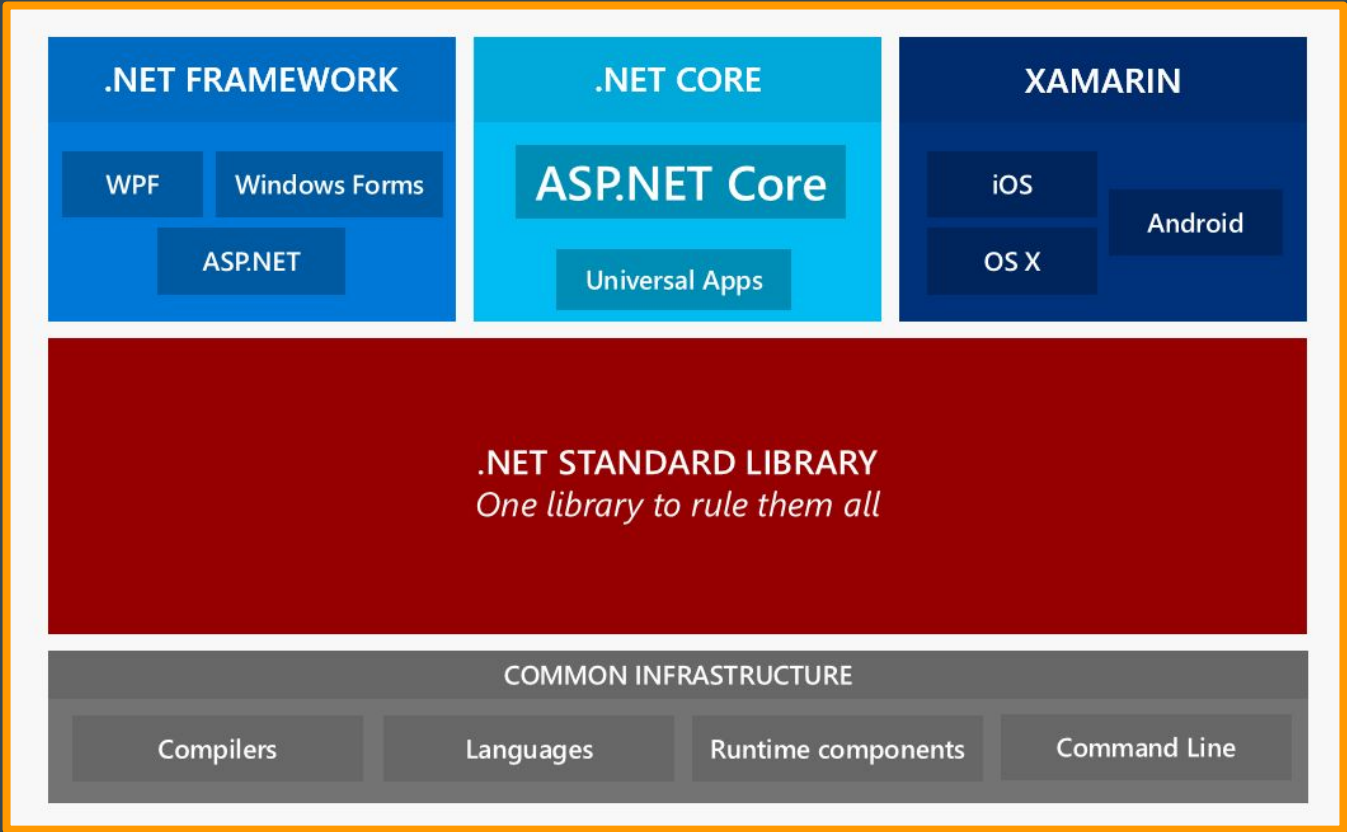 .NET FRAMEWORK
WPF
Windows Forms
ASP.NET
.NET CORE
ASP.NET Core
Universal Apps
XAMARIN
iOS
Android
OS X
.NET STANDARD LIBRARY
One library to rule them all
COMMON INFRASTRUCTURE
Compilers
Languages
Runtime components
Command Line